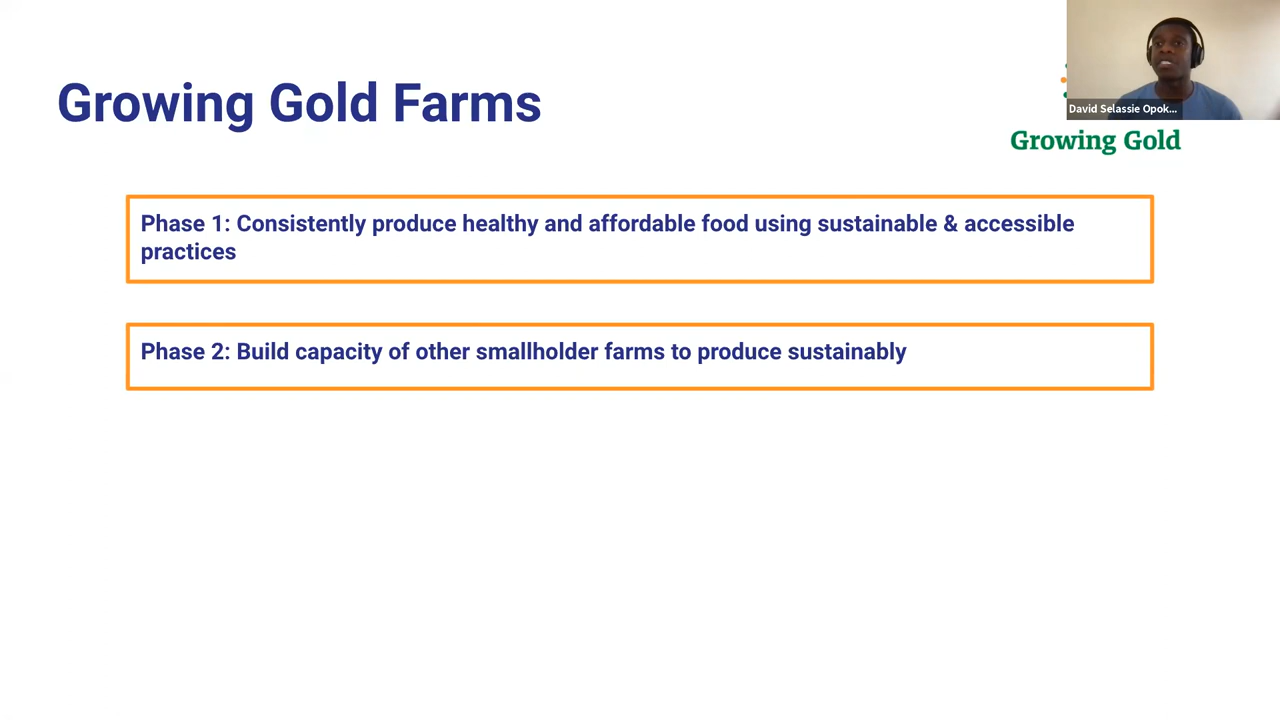 Growing Gold Farms
David Selassie Opok...
Growing Gold
Phase 1: Consistently produce healthy and affordable food using sustainable & accessible
practices
Phase 2: Build capacity of other smallholder farms to produce sustainably